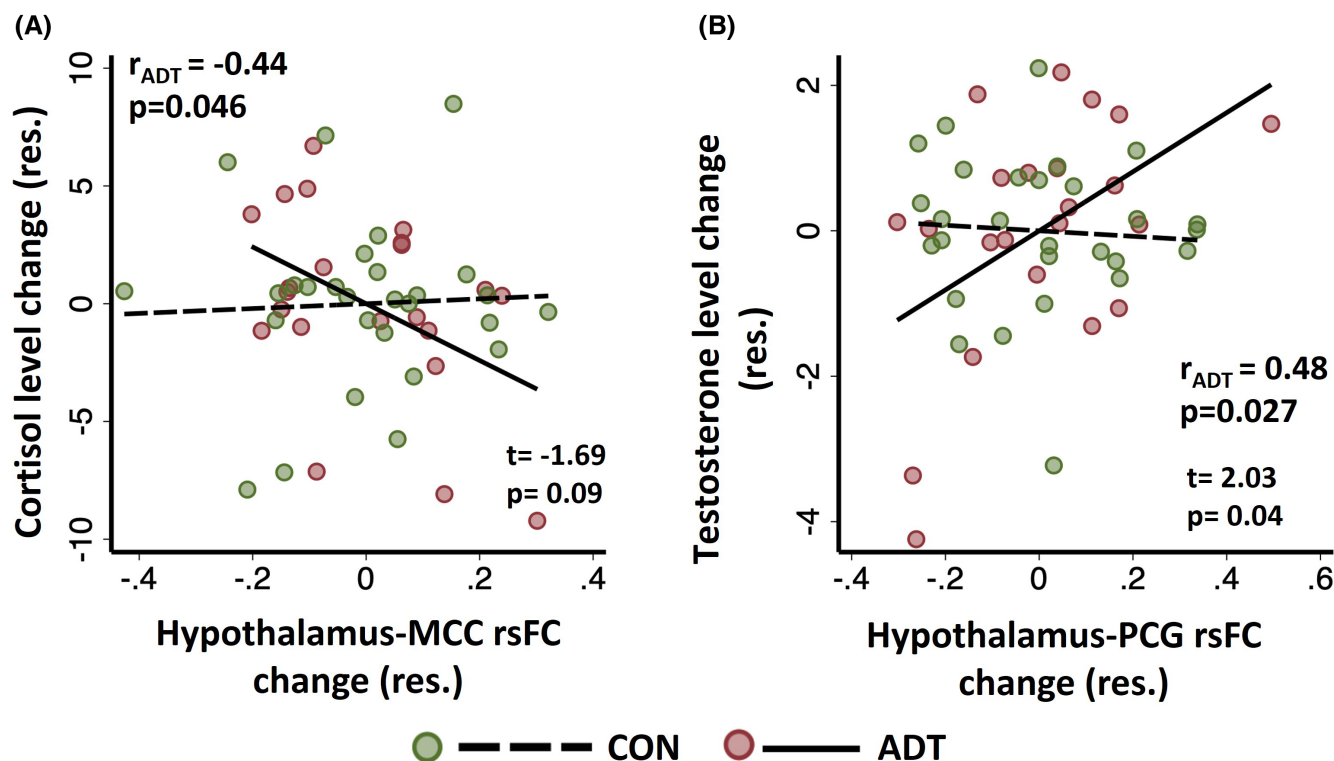 (A)
r_ADT = -0.44
p=0.046
10
5
0
-5
-10
Cortisol level change (res.)
t= -1.69
p= 0.09
-.4 -.2 0 .2 .4
Hypothalamus-MCC rsFC
change (res.)
(B)
2
0
-2
-4
Testosterone level change
(res.)
r_ADT = 0.48
p=0.027
t= 2.03
p= 0.04
-.4 -.2 0 .2 .4 .6
Hypothalamus-PCG rsFC
change (res.)
CON ADT